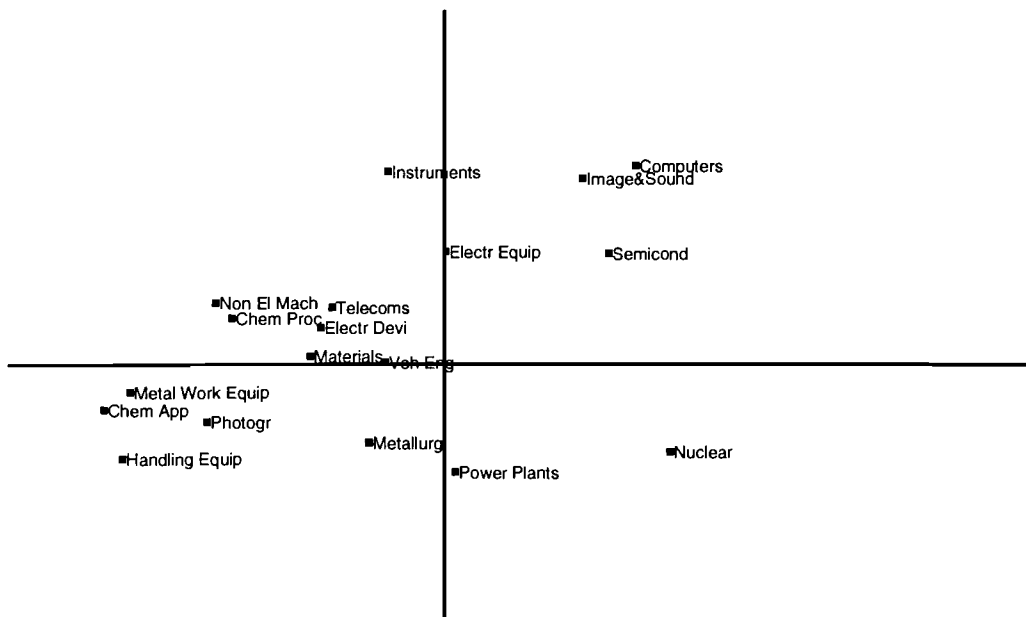 Computers
Instruments
Image&Sound
Electr Equip
Semicond
Non El Mach
Telecoms
Chem Proc
Electr Devi
Materials
Veh Eng
Metal Work Equip
Chem App
Photogr
Metallurg
Nuclear
Handling Equip
Power Plants